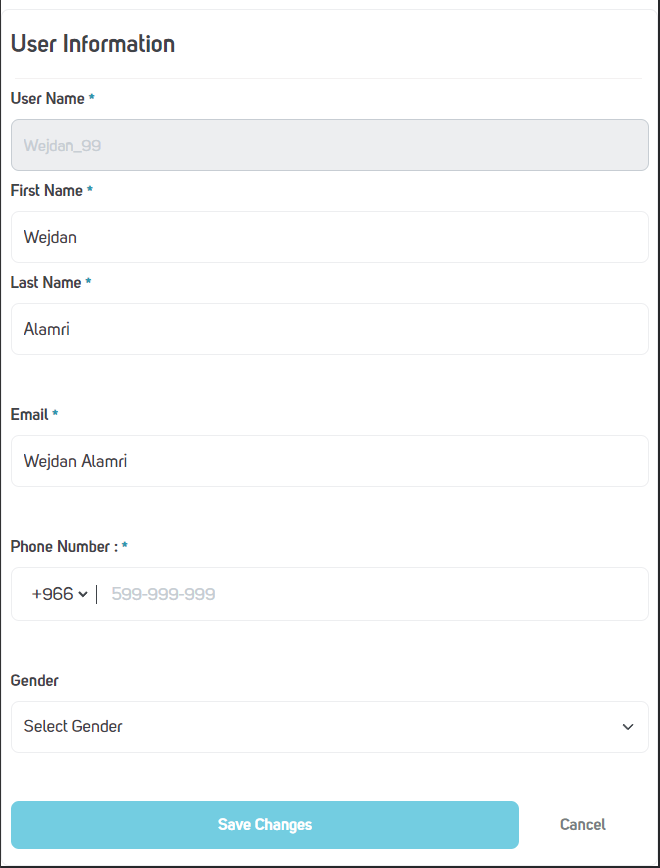 User Information
User Name *
Wejdan_99
First Name *
Wejdan
Last Name *
Alamri
Email *
Wejdan Alamri
Phone Number : *
+966 599-999-999
Gender
Select Gender
Save Changes Cancel